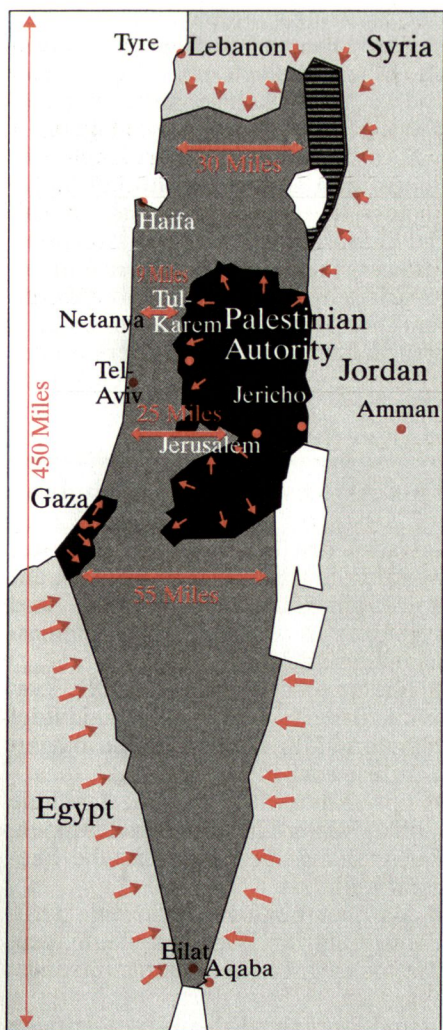 Tyre
Lebanon
Syria
30 Miles
Haifa
9 Miles
Tul-
Karem
Netanya
Palestinian
Autority
Tel-
Aviv
Jericho
Jordan
Amman
25 Miles
Jerusalem
450 Miles
Gaza
55 Miles
Egypt
Eilat
Aqaba